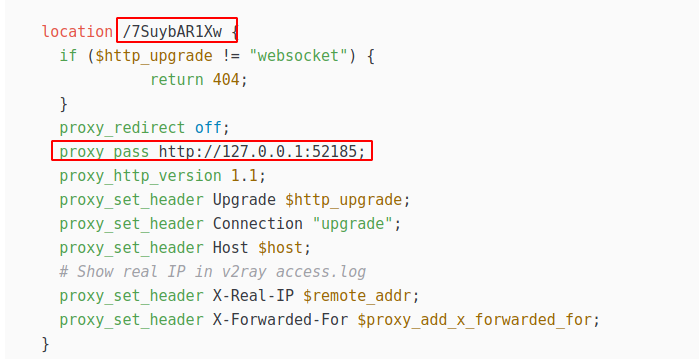 location /7SuybAR1Xw {
if ($http_upgrade != "websocket") {
return 404;
}
proxy_redirect off;
proxy_pass http://127.0.0.1:52185;
proxy_http_version 1.1;
proxy_set_header Upgrade $http_upgrade;
proxy_set_header Connection "upgrade";
proxy_set_header Host $host;
# Show real IP in v2ray access.log
proxy_set_header X-Real-IP $remote_addr;
proxy_set_header X-Forwarded-For $proxy_add_x_forwarded_for;
}